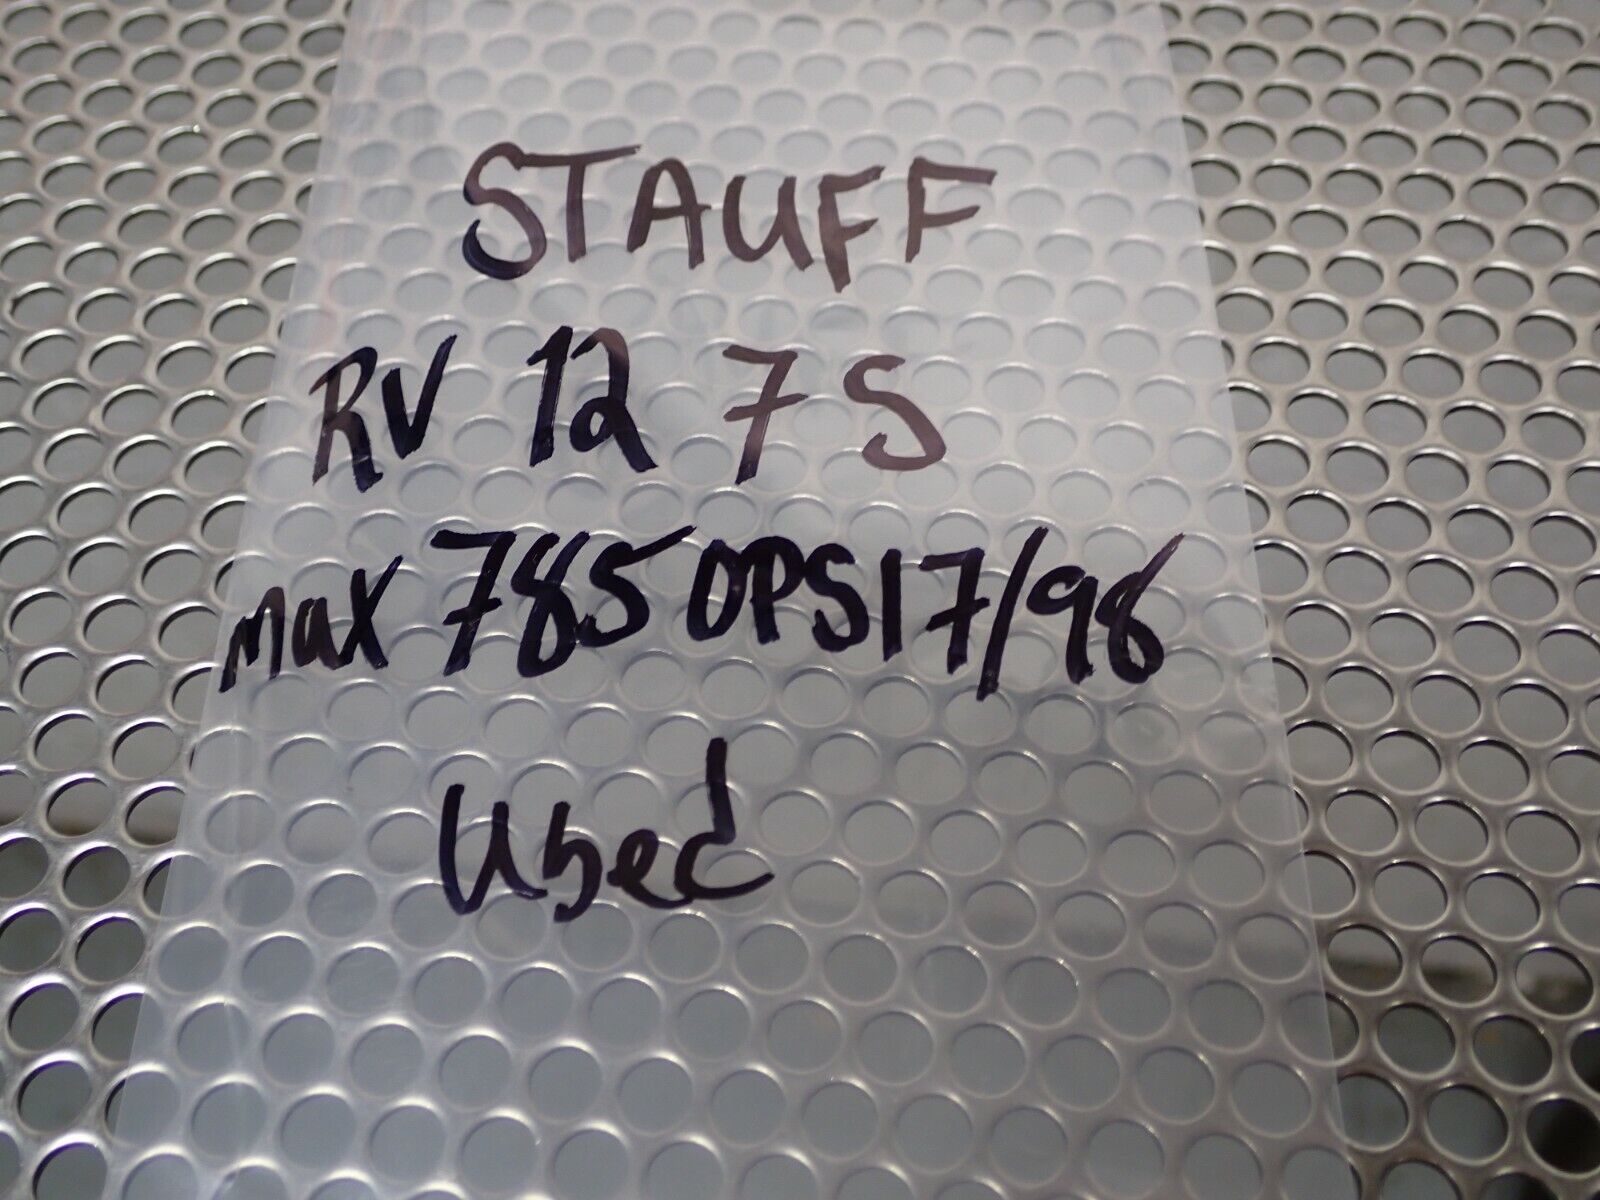 STAUFF
RV 12 7 S
max 7850PSI 7/98
Used